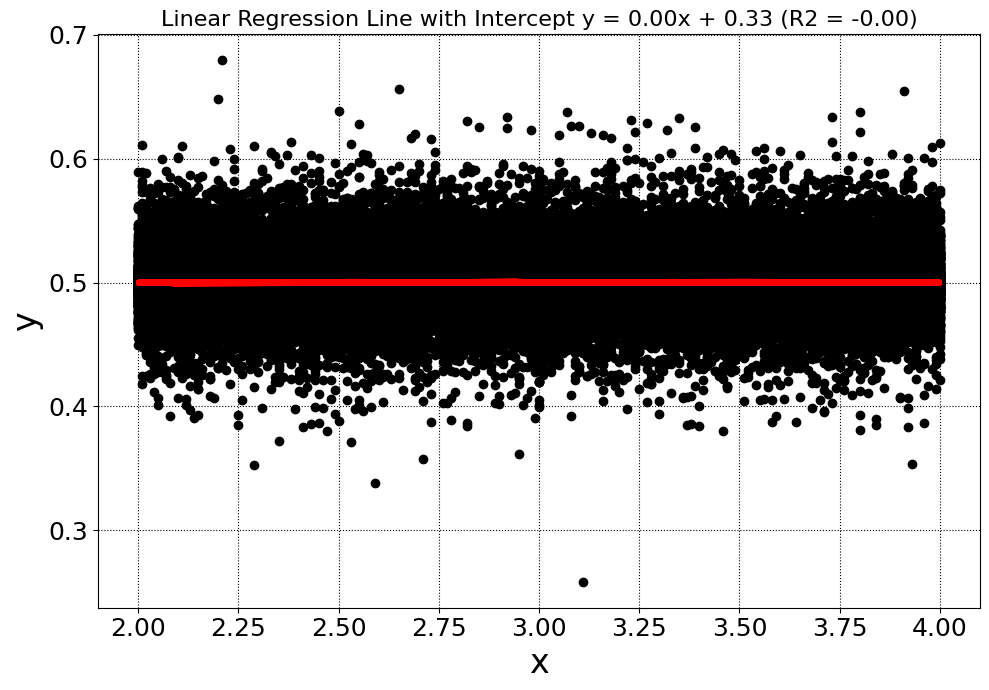 Linear Regression Line with Intercept y = 0.00x + 0.33 (R2 = -0.00)
0.7
0.6
0.5
0.4
0.3
y
2.00 2.25 2.50 2.75 3.00 3.25 3.50 3.75 4.00
x